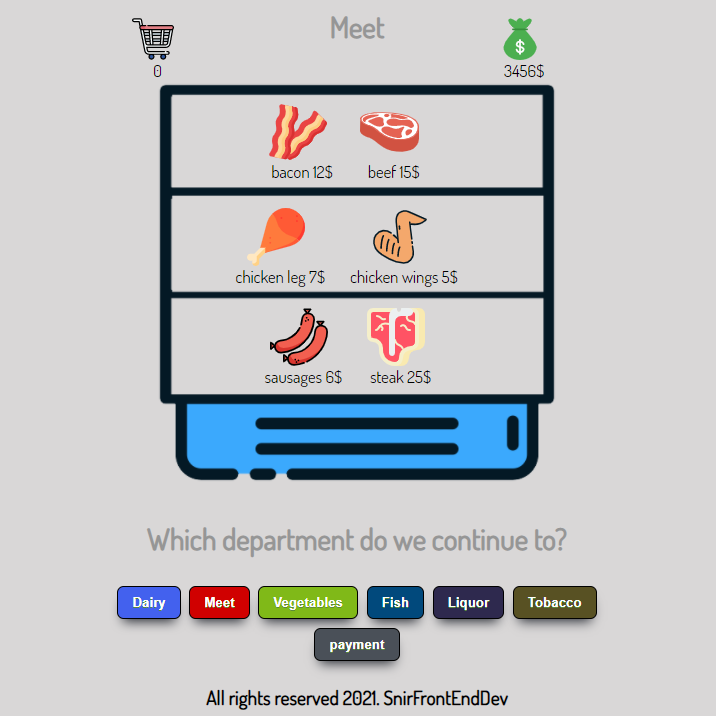 Meet
0
3456$
bacon 12$ beef 15$
chicken leg 7$ chicken wings 5$
sausages 6$ steak 25$
Which department do we continue to?
Dairy Meet Vegetables Fish Liquor Tobacco
payment
All rights reserved 2021. SnirFrontEndDev